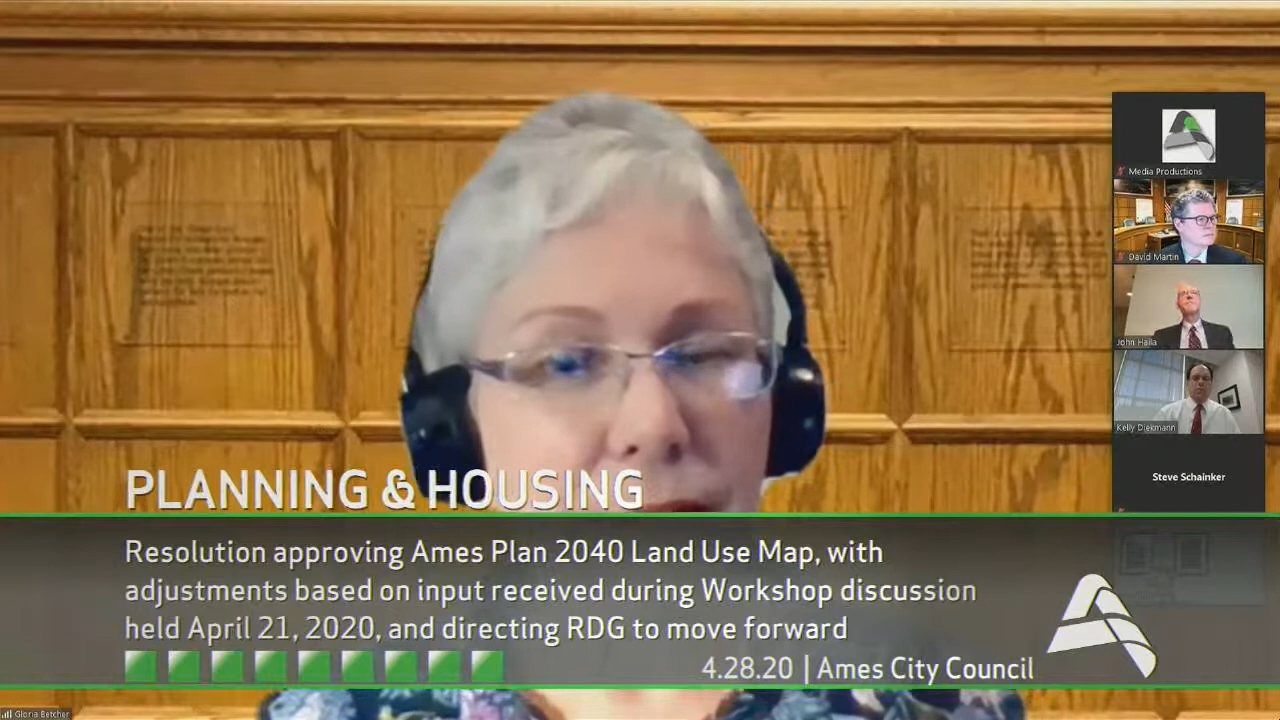 Media Productions
David Martin
John Haila
Kelly Diekmann
Steve Schainker
PLANNING & HOUSING
Resolution approving Ames Plan 2040 Land Use Map, with
adjustments based on input received during Workshop discussion
held April 21, 2020, and directing RDG to move forward
4.28.20 | Ames City Council
Gloria Betcher